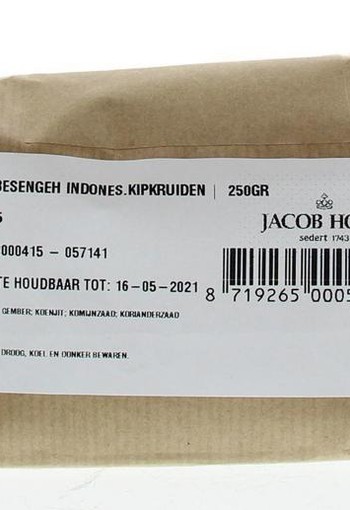 BESENGEH INDONES.KIPKRUIDEN | 250GR
JACOB HO
sedert 1743
000415 - 057141
TE HOUDBAAR TOT: 16-05-2021
8 719265 0005
GEMBER; KOENJIT; KOMIJNZAAD; KORIANDERZAAD
DROOG, KOEL EN DONKER BEWAREN.